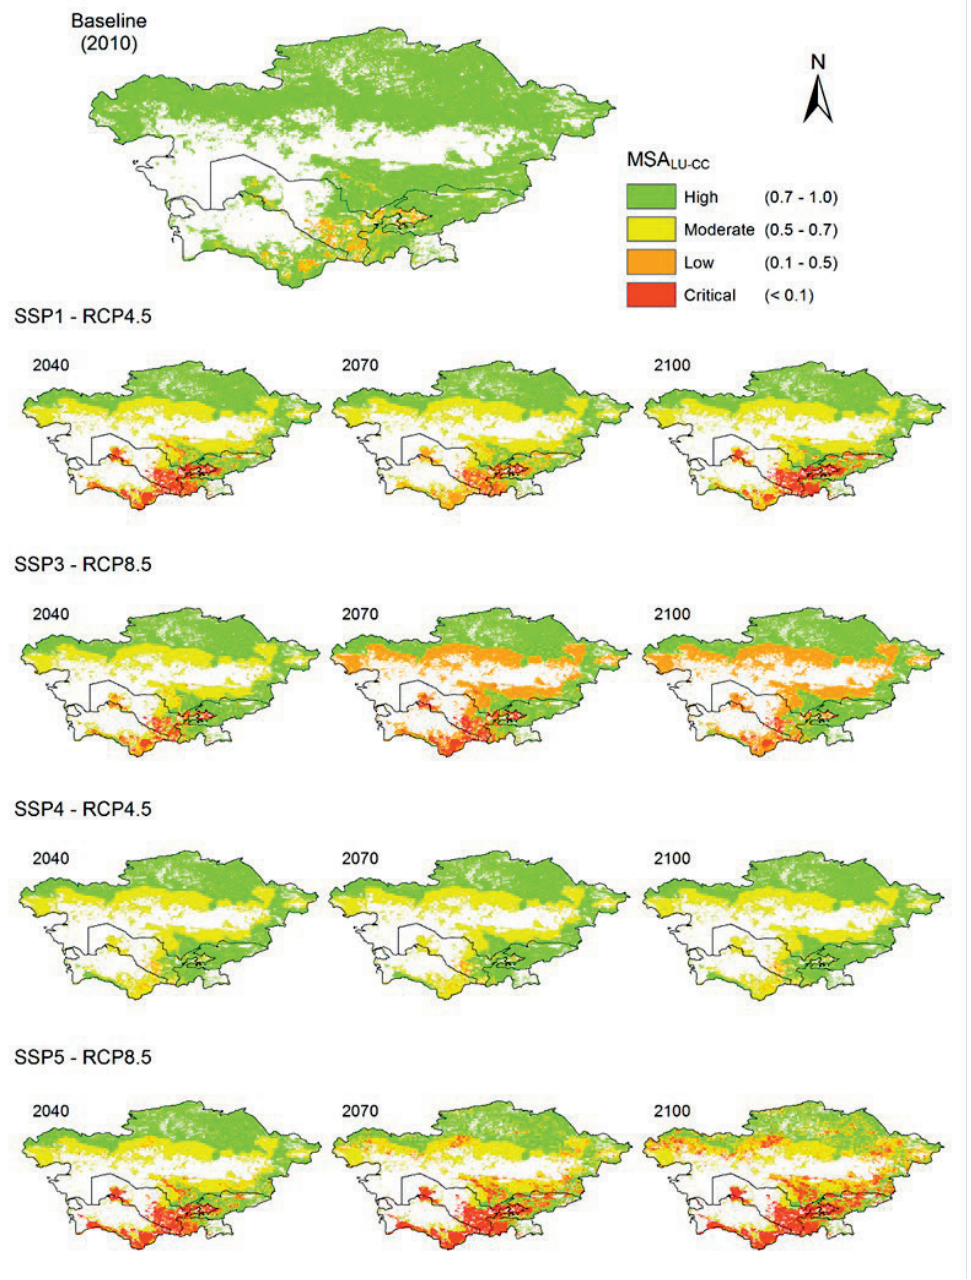 Baseline
(2010)
N
MSALU-CC
High (0.7 - 1.0)
Moderate (0.5 - 0.7)
Low (0.1 - 0.5)
Critical (< 0.1)
SSP1 - RCP4.5
2040 2070 2100
SSP3 - RCP8.5
2040 2070 2100
SSP4 - RCP4.5
2040 2070 2100
SSP5 - RCP8.5
2040 2070 2100